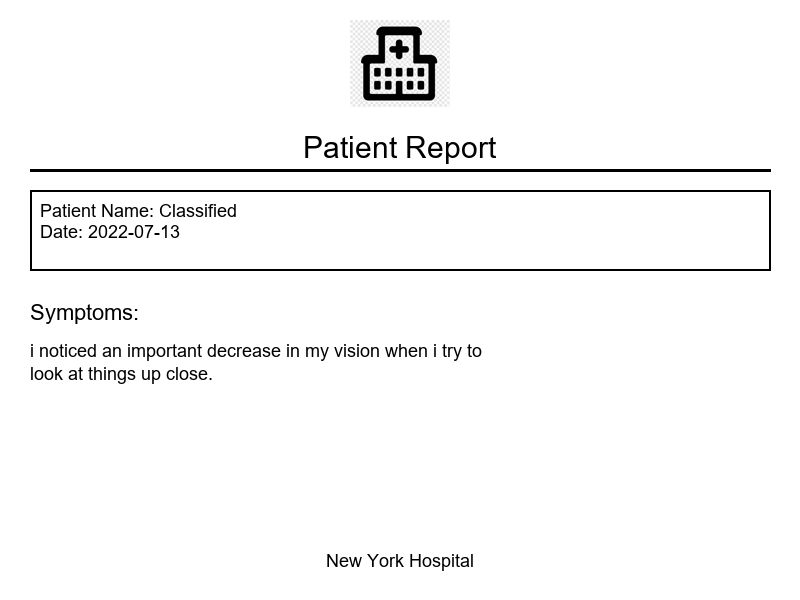 Patient Report
Patient Name: Classified
Date: 2022-07-13
Symptoms:
i noticed an important decrease in my vision when i try to
look at things up close.
New York Hospital